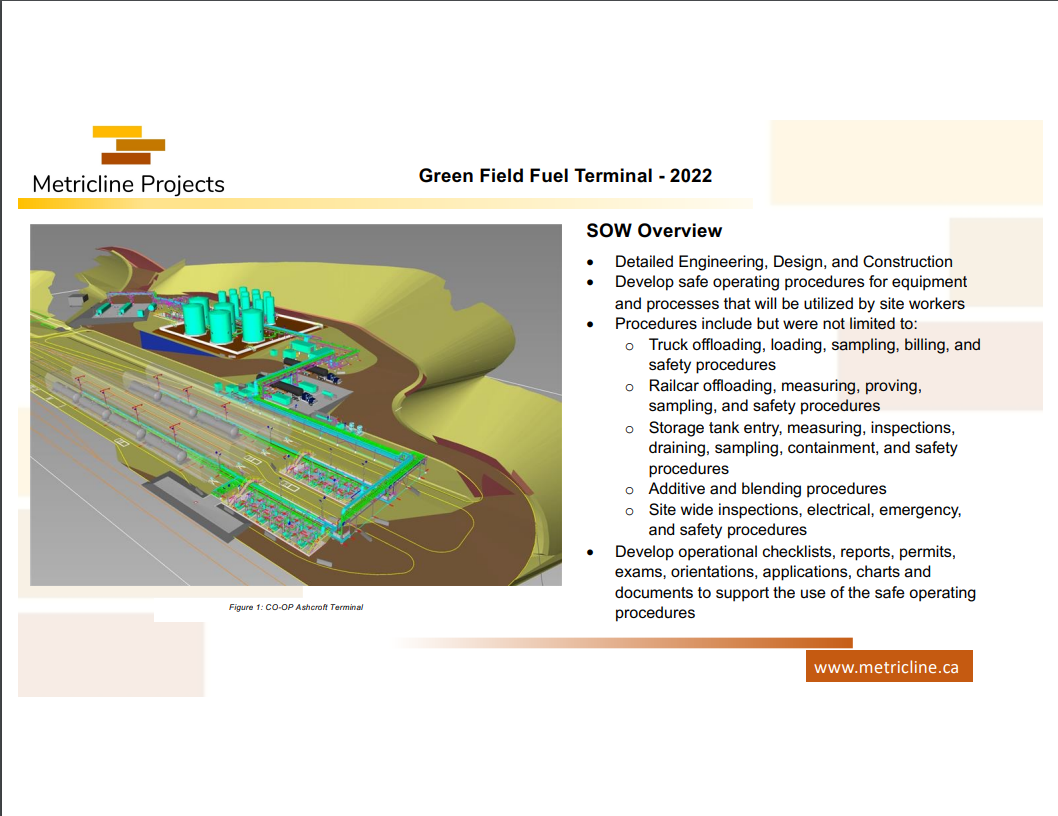 Metricline Projects
Green Field Fuel Terminal - 2022
SOW Overview
• Detailed Engineering, Design, and Construction
• Develop safe operating procedures for equipment
and processes that will be utilized by site workers
• Procedures include but were not limited to:
o Truck offloading, loading, sampling, billing, and
safety procedures
o Railcar offloading, measuring, proving,
sampling, and safety procedures
o Storage tank entry, measuring, inspections,
draining, sampling, containment, and safety
procedures
o Additive and blending procedures
o Site wide inspections, electrical, emergency,
and safety procedures
• Develop operational checklists, reports, permits,
exams, orientations, applications, charts and
documents to support the use of the safe operating
procedures
Figure 1: CO-OP Ashcroft Terminal
www.metricline.ca